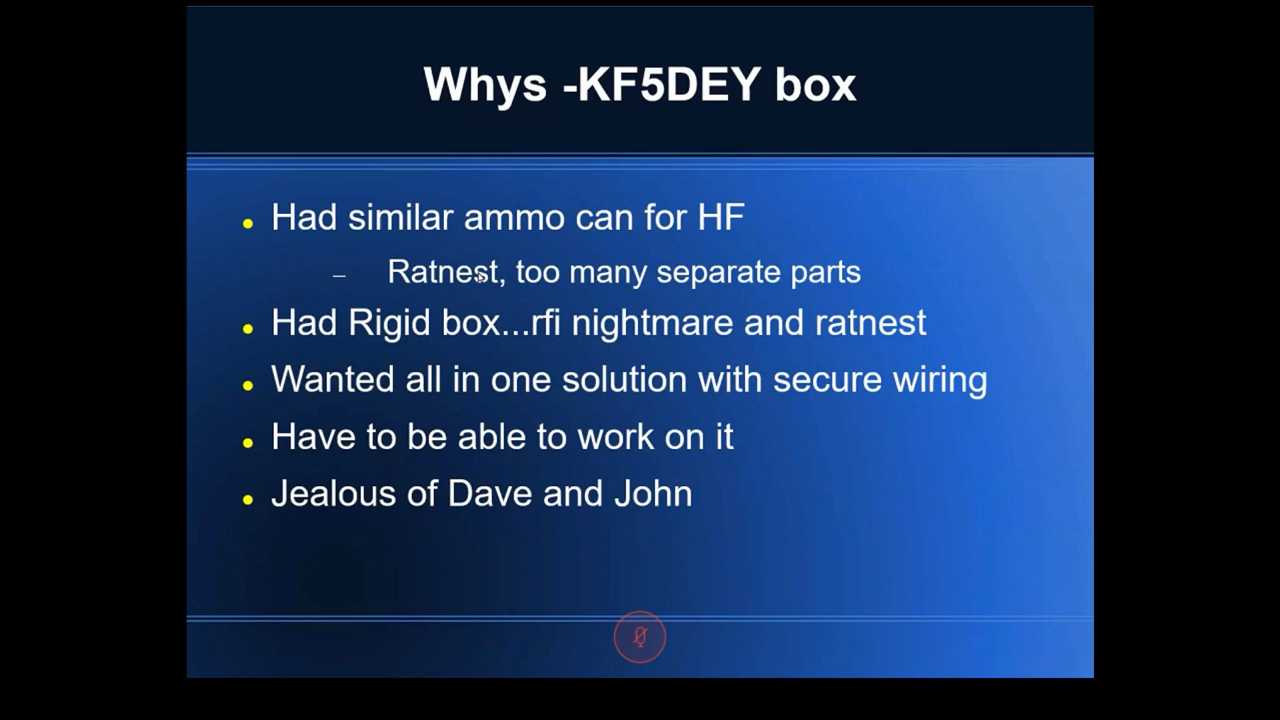 Whys -KF5DEY box
Had similar ammo can for HF
– Ratnest, too many separate parts
Had Rigid box...rfi nightmare and ratnest
Wanted all in one solution with secure wiring
Have to be able to work on it
Jealous of Dave and John